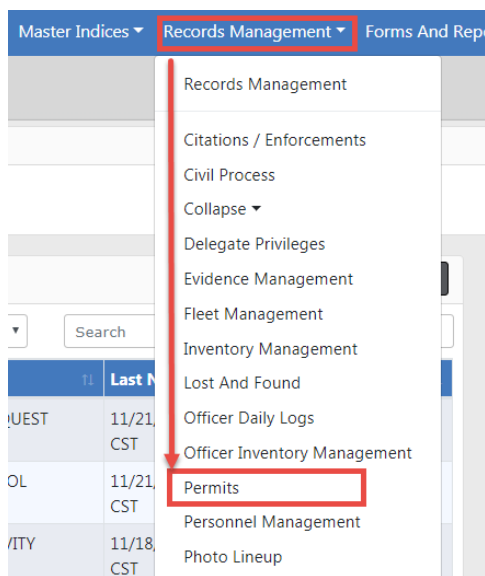 Master Indices Records Management Forms And Rep
Records Management
Citations / Enforcements
Civil Process
Collapse
Delegate Privileges
Evidence Management
Fleet Management
Search
Inventory Management
Last N
Lost And Found
QUEST 11/21, Officer Daily Logs
CST
Officer Inventory Management
OL 11/21, Permits
CST
Personnel Management
VITY 11/18,
CST Photo Lineup